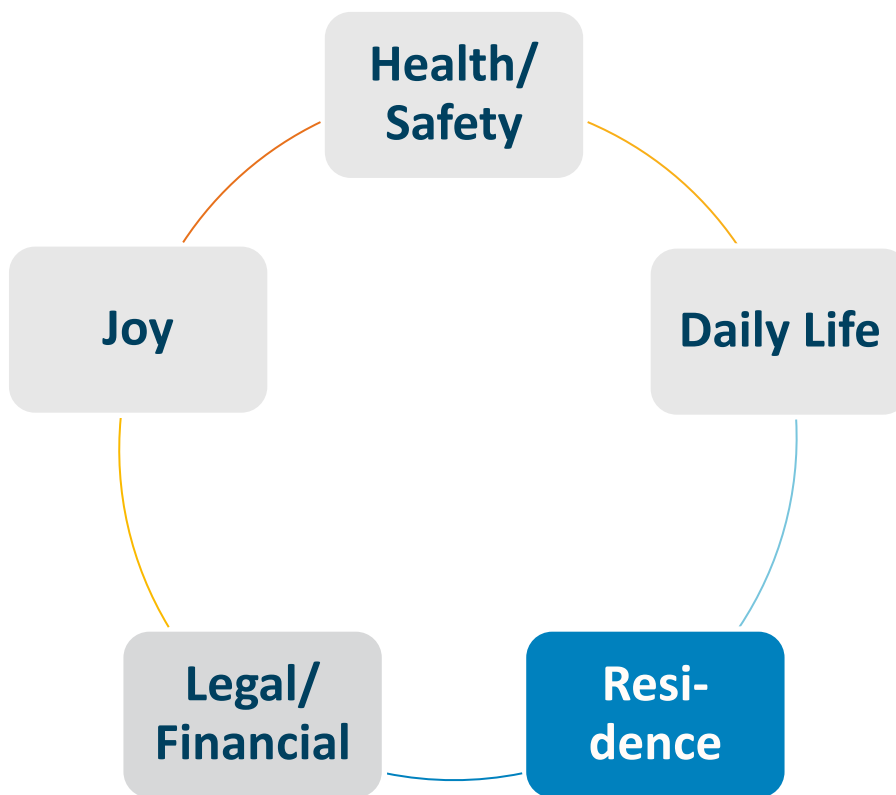 Health/
Safety
Joy
Daily Life
Legal/
Financial
Resi-
dence